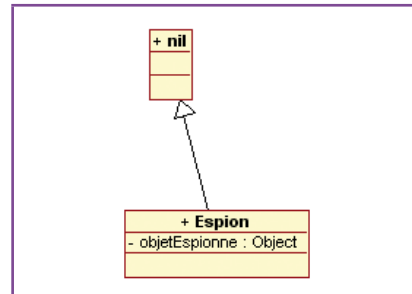 + nil
+ Espion
- objetEspionne : Object